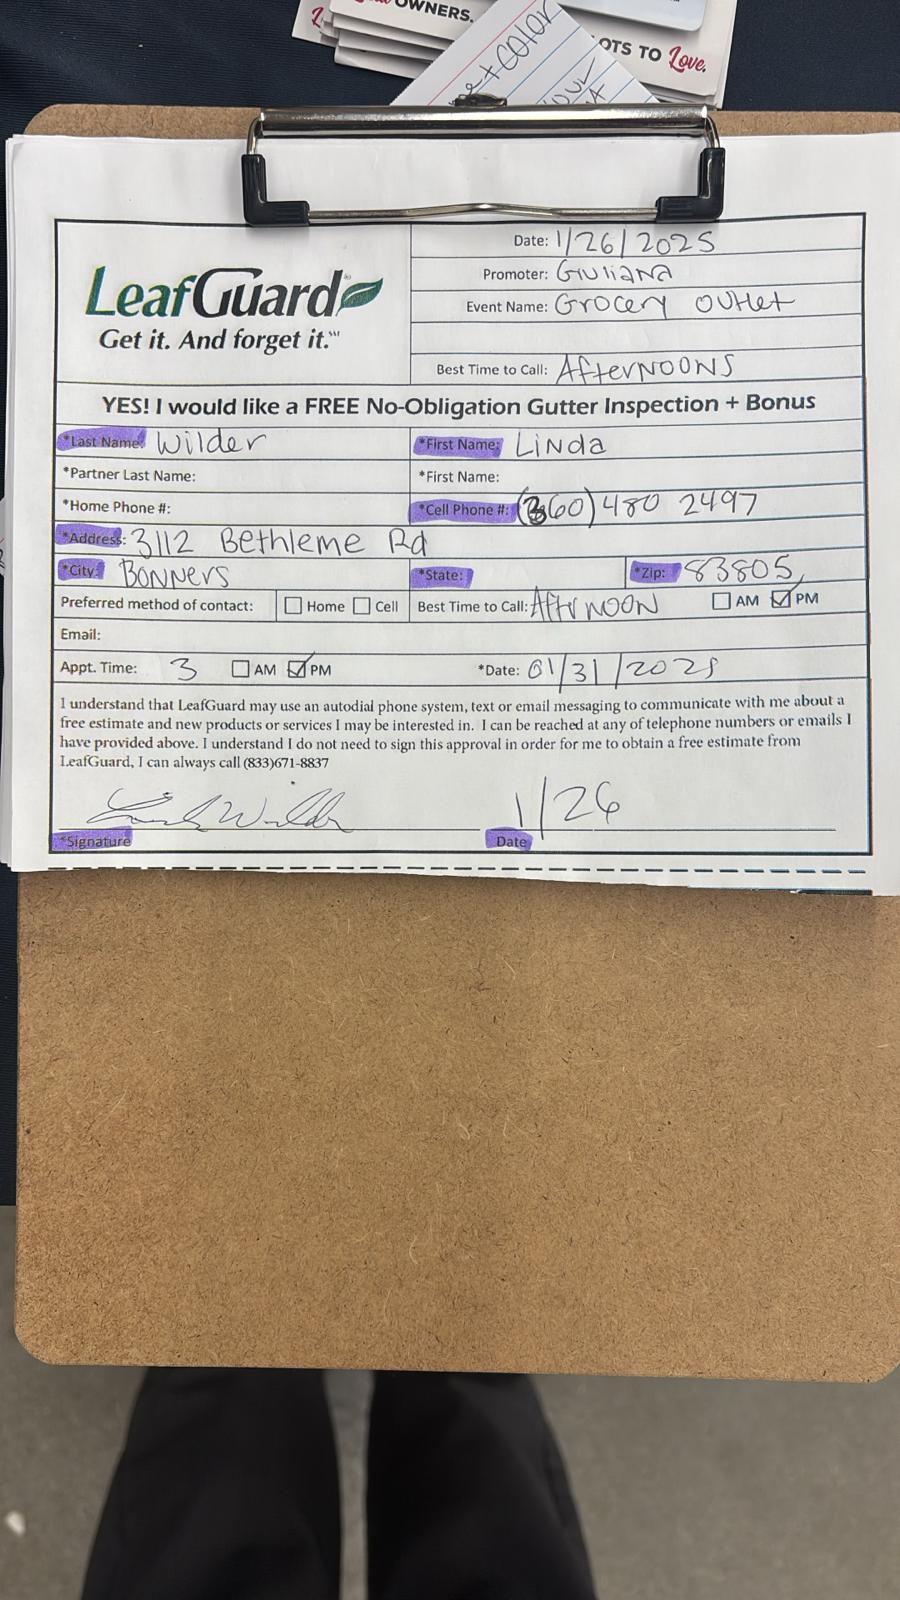 OWNERS.
OTS TO Love.
+ COLOR
LeafGuard
Get it. And forget it.℠
Date: 1/26/2025
Promoter: Giuliana
Event Name: Grocery Outlet
Best Time to Call: AfterNOONS
YES! I would like a FREE No-Obligation Gutter Inspection + Bonus
*Last Name: Wilder *First Name: Linda
*Partner Last Name: *First Name:
*Home Phone #: *Cell Phone #: (360) 480 2497
*Address: 3112 Bethleme Rd
*City: BONNers *State: *Zip: 83805
Preferred method of contact: Home Cell Best Time to Call: AfterNOON AM PM
Email:
Appt. Time: 3 AM PM *Date: 01/31/2025
I understand that LeafGuard may use an autodial phone system, text or email messaging to communicate with me about a
free estimate and new products or services I may be interested in. I can be reached at any of telephone numbers or emails I
have provided above. I understand I do not need to sign this approval in order for me to obtain a free estimate from
LeafGuard, I can always call (833)671-8837
Linda Wilder 1/26
*Signature Date